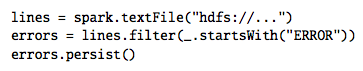 lines = spark.textFile("hdfs://...")
errors = lines.filter(_.startsWith("ERROR"))
errors.persist()